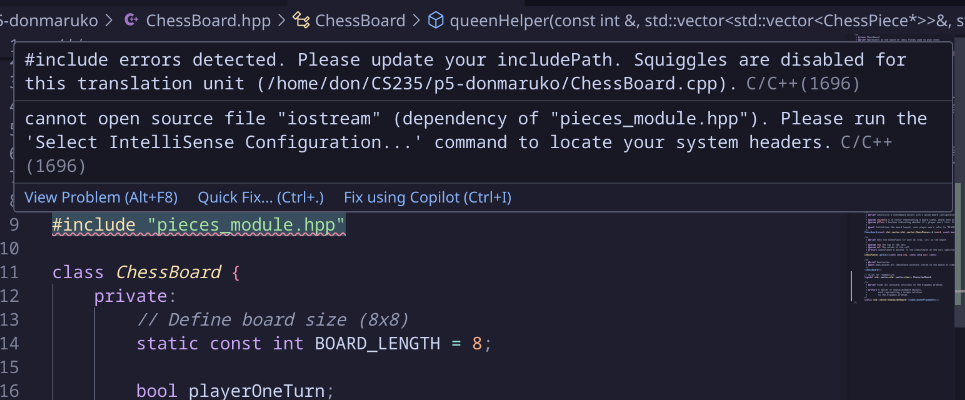 5-donmaruko > ChessBoard.hpp > ChessBoard > queenHelper(const int &, std::vector<std::vector<ChessPiece*>>&, s
#include errors detected. Please update your includePath. Squiggles are disabled for
this translation unit (/home/don/CS235/p5-donmaruko/ChessBoard.cpp). C/C++(1696)
cannot open source file "iostream" (dependency of "pieces_module.hpp"). Please run the
'Select IntelliSense Configuration...' command to locate your system headers. C/C++
(1696)
View Problem (Alt+F8) Quick Fix... (Ctrl+.) Fix using Copilot (Ctrl+I)
9 #include "pieces_module.hpp"
10
11 class ChessBoard {
12 private:
13 // Define board size (8x8)
14 static const int BOARD_LENGTH = 8;
15
16 bool playerOneTurn;